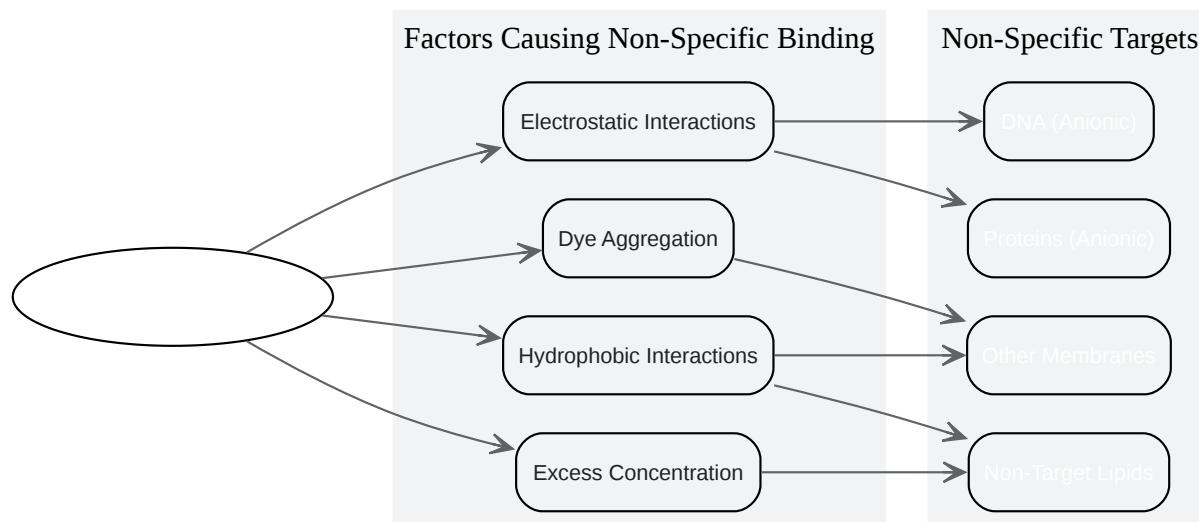 Factors Causing Non-Specific Binding
Non-Specific Targets
Electrostatic Interactions
DNA (Anionic)
Dye Aggregation
Proteins (Anionic)
Hydrophobic Interactions
Other Membranes
Excess Concentration
Non-Target Lipids